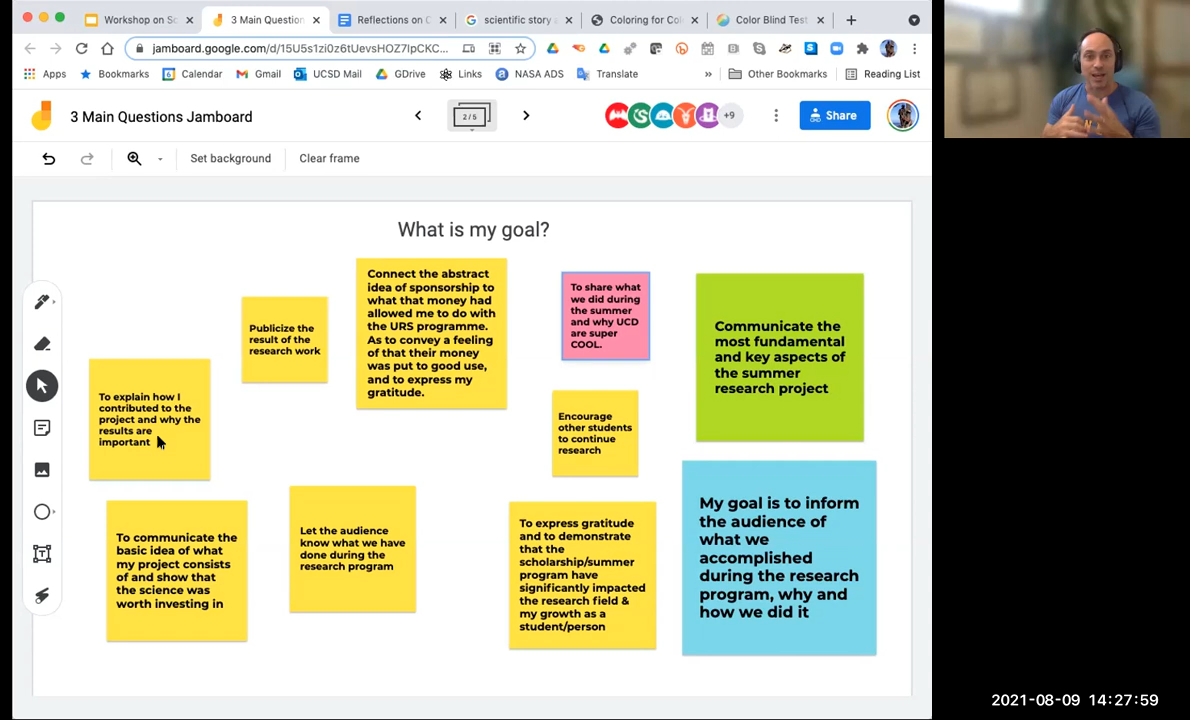 Workshop on Sc
3 Main Question
Reflections on C
scientific story a
Coloring for Col
Color Blind Test
jamboard.google.com/d/15U5s1zi0z6tUevsHOZ7IpCKC...
Apps
Bookmarks
Calendar
Gmail
UCSD Mail
GDrive
Links
NASA ADS
Translate
»
Other Bookmarks
Reading List
3 Main Questions Jamboard
2/5
+9
Share
Set background
Clear frame
What is my goal?
To explain how I
contributed to the
project and why the
results are
important
Publicize the
result of the
research work
Connect the abstract
idea of sponsorship to
what that money had
allowed me to do with
the URS programme.
As to convey a feeling
of that their money
was put to good use,
and to express my
gratitude.
To share what
we did during
the summer
and why UCD
are super
COOL.
Communicate the
most fundamental
and key aspects of
the summer
research project
Encourage
other students
to continue
research
To communicate the
basic idea of what
my project consists
of and show that
the science was
worth investing in
Let the audience
know what we have
done during the
research program
To express gratitude
and to demonstrate
that the
scholarship/summer
program have
significantly impacted
the research field &
my growth as a
student/person
My goal is to inform
the audience of
what we
accomplished
during the research
program, why and
how we did it
2021-08-09 14:27:59